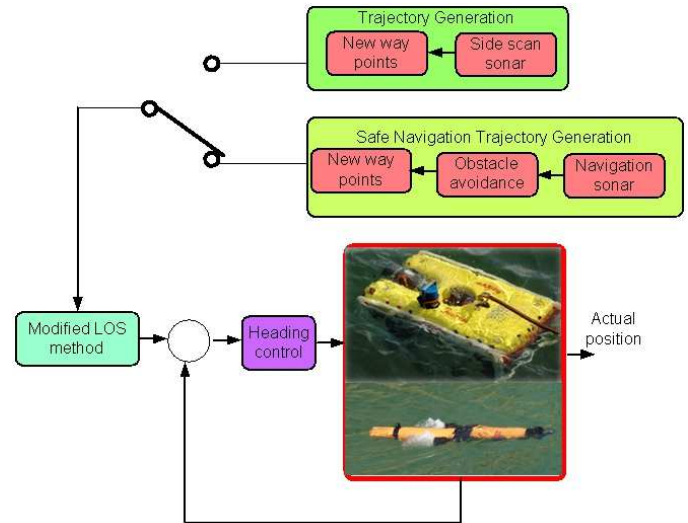 Trajectory Generation
New way
points
Side scan
sonar
Safe Navigation Trajectory Generation
New way
points
Obstacle
avoidance
Navigation
sonar
Modified LOS
method
Heading
control
Actual
position